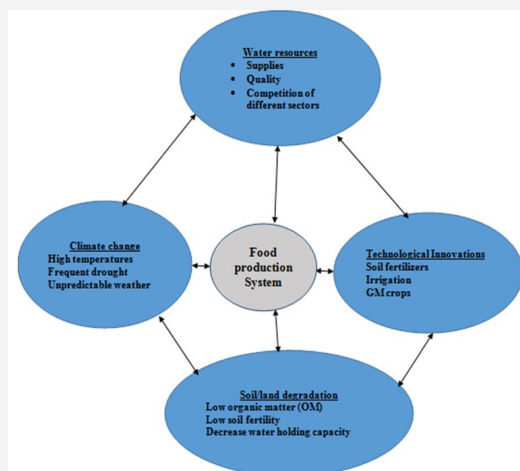 Water resources
• Supplies
• Quality
• Competition of
different sectors
Climate change
High temperatures
Frequent drought
Unpredictable weather
Food
production
System
Technological Innovations
Soil fertilizers
Irrigation
GM crops
Soil/land degradation
Low organic matter (OM)
Low soil fertility
Decrease water holding capacity